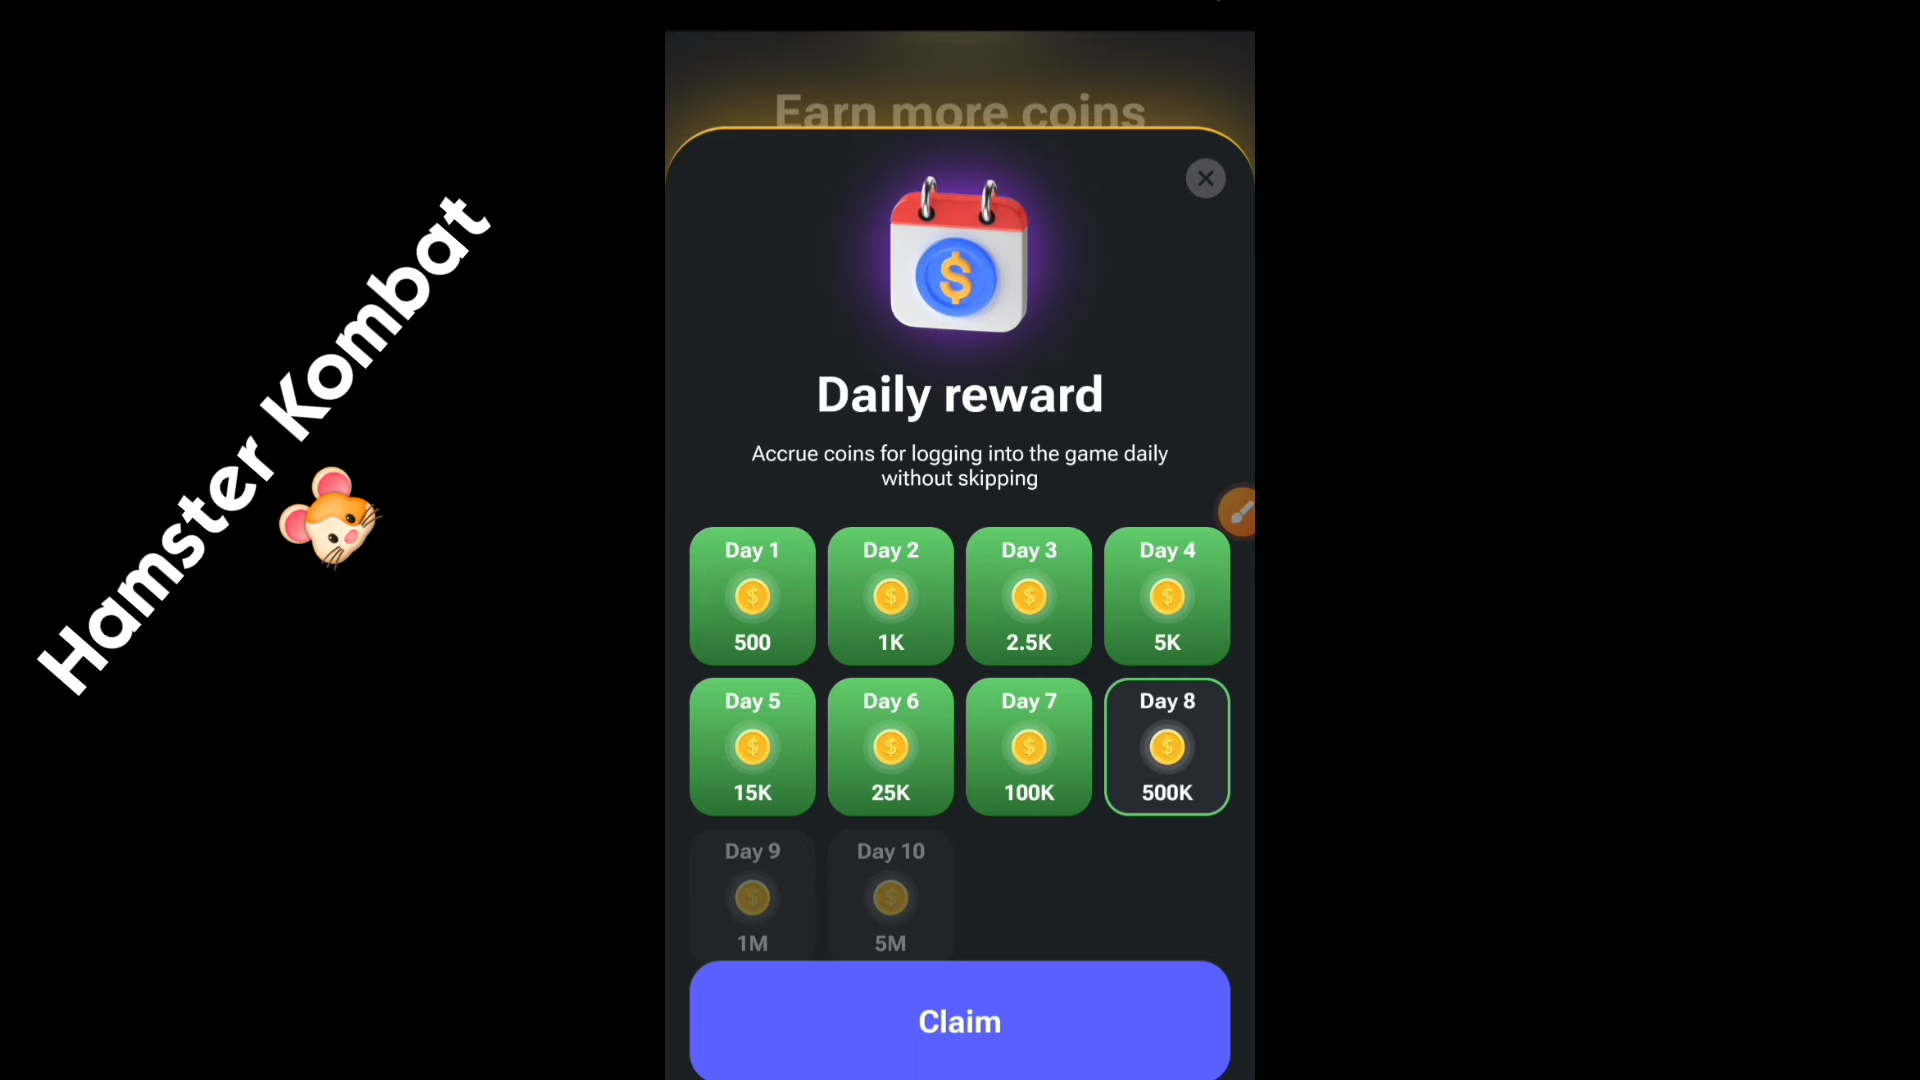 Hamster Kombat
Earn more coins
Daily reward
Accrue coins for logging into the game daily
without skipping
Day 1
500
Day 2
1K
Day 3
2.5K
Day 4
5K
Day 5
15K
Day 6
25K
Day 7
100K
Day 8
500K
Day 9
1M
Day 10
5M
Claim